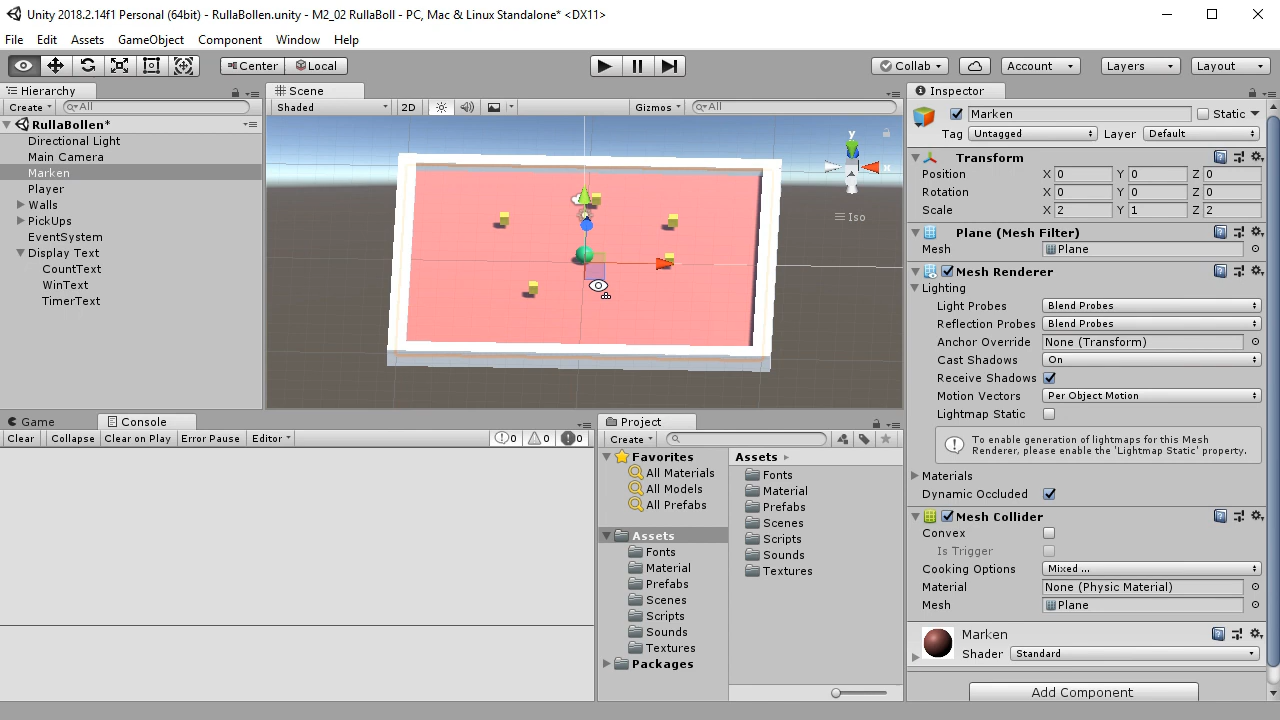 Unity 2018.2.14f1 Personal (64bit) - RullaBollen.unity - M2_02 RullaBoll - PC, Mac & Linux Standalone* <DX11>
File Edit Assets GameObject Component Window Help
Center Local Collab Account Layers Layout
Hierarchy
Create All
RullaBollen*
Directional Light
Main Camera
Marken
Player
Walls
PickUps
EventSystem
Display Text
CountText
WinText
TimerText
Scene
Shaded 2D Gizmos All
y
x
Iso
Game Console
Clear Collapse Clear on Play Error Pause Editor 0 0 0
Project
Create
Favorites
All Materials
All Models
All Prefabs
Assets
Fonts
Material
Prefabs
Scenes
Scripts
Sounds
Textures
Packages
Assets
Fonts
Material
Prefabs
Scenes
Scripts
Sounds
Textures
Inspector
Marken Static
Tag Untagged Layer Default
Transform
Position X 0 Y 0 Z 0
Rotation X 0 Y 0 Z 0
Scale X 2 Y 1 Z 2
Plane (Mesh Filter)
Mesh Plane
Mesh Renderer
Lighting
Light Probes Blend Probes
Reflection Probes Blend Probes
Anchor Override None (Transform)
Cast Shadows On
Receive Shadows
Motion Vectors Per Object Motion
Lightmap Static
To enable generation of lightmaps for this Mesh
Renderer, please enable the 'Lightmap Static' property.
Materials
Dynamic Occluded
Mesh Collider
Convex
Is Trigger
Cooking Options Mixed ...
Material None (Physic Material)
Mesh Plane
Marken
Shader Standard
Add Component